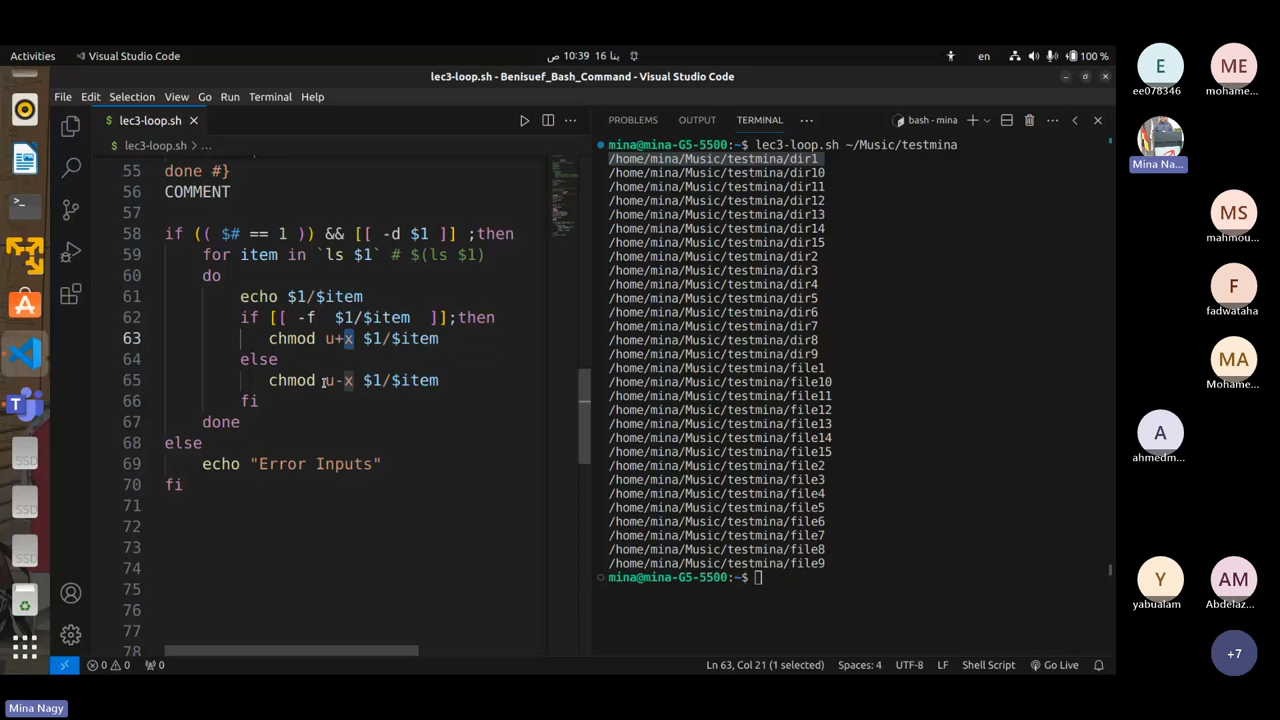 Activities
Visual Studio Code
10:39 ص 16 ينا
en
100 %
lec3-loop.sh - Benisuef_Bash_Command - Visual Studio Code
File Edit Selection View Go Run Terminal Help
lec3-loop.sh
lec3-loop.sh > ...
55 done #}
56 COMMENT
57
58 if (( $# == 1 )) && [[ -d $1 ]] ;then
59 for item in `ls $1` # $(ls $1)
60 do
61 echo $1/$item
62 if [[ -f $1/$item ]];then
63 chmod u+x $1/$item
64 else
65 chmod u-x $1/$item
66 fi
67 done
68 else
69 echo "Error Inputs"
70 fi
71
72
73
74
75
76
77
78
PROBLEMS OUTPUT TERMINAL ... bash - mina
mina@mina-G5-5500:~$ lec3-loop.sh ~/Music/testmina
/home/mina/Music/testmina/dir1
/home/mina/Music/testmina/dir10
/home/mina/Music/testmina/dir11
/home/mina/Music/testmina/dir12
/home/mina/Music/testmina/dir13
/home/mina/Music/testmina/dir14
/home/mina/Music/testmina/dir15
/home/mina/Music/testmina/dir2
/home/mina/Music/testmina/dir3
/home/mina/Music/testmina/dir4
/home/mina/Music/testmina/dir5
/home/mina/Music/testmina/dir6
/home/mina/Music/testmina/dir7
/home/mina/Music/testmina/dir8
/home/mina/Music/testmina/dir9
/home/mina/Music/testmina/file1
/home/mina/Music/testmina/file10
/home/mina/Music/testmina/file11
/home/mina/Music/testmina/file12
/home/mina/Music/testmina/file13
/home/mina/Music/testmina/file14
/home/mina/Music/testmina/file15
/home/mina/Music/testmina/file2
/home/mina/Music/testmina/file3
/home/mina/Music/testmina/file4
/home/mina/Music/testmina/file5
/home/mina/Music/testmina/file6
/home/mina/Music/testmina/file7
/home/mina/Music/testmina/file8
/home/mina/Music/testmina/file9
mina@mina-G5-5500:~$
SSD
SSD
SSD
0 0 0
Ln 63, Col 21 (1 selected) Spaces: 4 UTF-8 LF Shell Script Go Live
E
ee078346
ME
mohame...
Mina Na...
MS
mahmou...
F
fadwataha
MA
Mohame...
A
ahmedm...
Y
yabualam
AM
Abdelaz...
+7
Mina Nagy